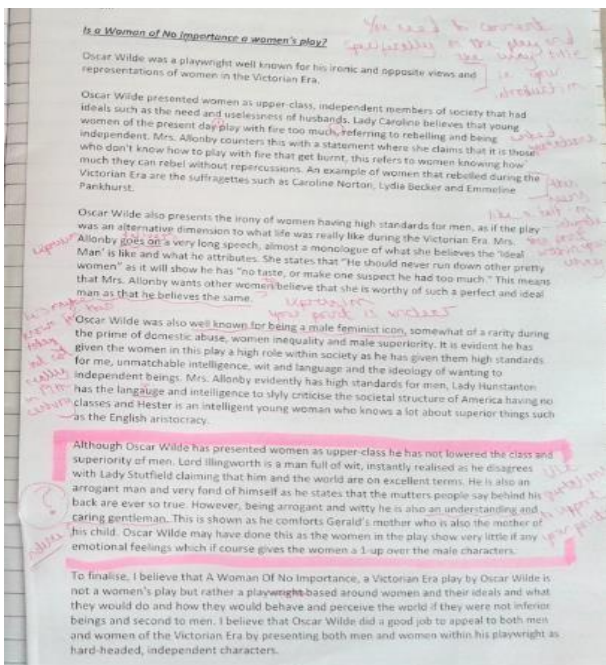 Is a Woman of No Importance a women's play?
Oscar Wilde was a playwright well known for his ironic and opposite views and
representations of women in the Victorian Era.
You need to comment
specifically on the play and
in your
introduction
Oscar Wilde presented women as upper-class, independent members of society that had
ideals such as the need and uselessness of husbands. Lady Caroline believes that young
women of the present day play with fire too much, referring to rebelling and being
independent. Mrs. Allonby counters this with a statement where she claims that it is those
who don't know how to play with fire that get burnt, this refers to women knowing how
much they can rebel without repercussions. An example of women that rebelled during the
Victorian Era are the suffragettes such as Caroline Norton, Lydia Becker and Emmeline
Pankhurst.
Oscar Wilde also presents the irony of women having high standards for men, as if the play
was an alternative dimension to what life was really like during the Victorian Era. Mrs.
Allonby goes on a very long speech, almost a monologue of what she believes the 'Ideal
Man' is like and what he attributes. She states that "He should never run down other pretty
women" as it will show he has "no taste, or make one suspect he had too much." This means
that Mrs. Allonby wants other women believe that she is worthy of such a perfect and ideal
man as that he believes the same.
expression
your point is unclear
Oscar Wilde was also well known for being a male feminist icon, somewhat of a rarity during
the prime of domestic abuse, women inequality and male superiority. It is evident he has
given the women in this play a high role within society as he has given them high standards
for me, unmatchable intelligence, wit and language and the ideology of wanting to
independent beings. Mrs. Allonby evidently has high standards for men, Lady Hunstanton
has the langauge and intelligence to slyly criticise the societal structure of America having no
classes and Hester is an intelligent young woman who knows a lot about superior things such
as the English aristocracy.
Although Oscar Wilde has presented women as upper-class he has not lowered the class and
superiority of men. Lord Illingworth is a man full of wit, instantly realised as he disagrees
with Lady Stutfield claiming that him and the world are on excellent terms. He is also an
arrogant man and very fond of himself as he states that the mutters people say behind his
back are ever so true. However, being arrogant and witty he is also an understanding and
caring gentleman. This is shown as he comforts Gerald's mother who is also the mother of
his child. Oscar Wilde may have done this as the women in the play show very little if any
emotional feelings which if course gives the women a 1-up over the male characters.
?
Use
quotations
to support
your point
To finalise, I believe that A Woman Of No Importance, a Victorian Era play by Oscar Wilde is
not a women's play but rather a playwright based around women and their ideals and what
they would do and how they would behave and perceive the world if they were not inferior
beings and second to men. I believe that Oscar Wilde did a good job to appeal to both men
and women of the Victorian Era by presenting both men and women within his playwright as
hard-headed, independent characters.